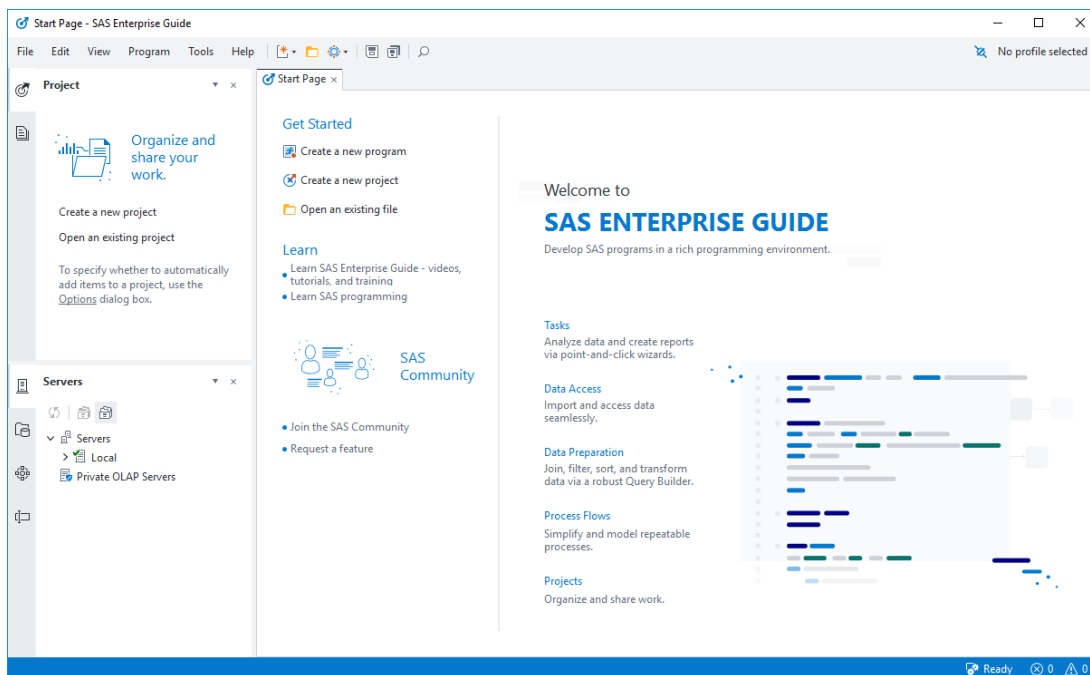 Start Page - SAS Enterprise Guide
File Edit View Program Tools Help
No profile selected
Project
Organize and
share your
work.
Create a new project
Open an existing project
To specify whether to automatically
add items to a project, use the
Options dialog box.
Servers
Servers
Local
Private OLAP Servers
Start Page
Get Started
Create a new program
Create a new project
Open an existing file
Learn
Learn SAS Enterprise Guide - videos,
tutorials, and training
Learn SAS programming
SAS
Community
Join the SAS Community
Request a feature
Welcome to
SAS ENTERPRISE GUIDE
Develop SAS programs in a rich programming environment.
Tasks
Analyze data and create reports
via point-and-click wizards.
Data Access
Import and access data
seamlessly.
Data Preparation
Join, filter, sort, and transform
data via a robust Query Builder.
Process Flows
Simplify and model repeatable
processes.
Projects
Organize and share work.
Ready 0 0